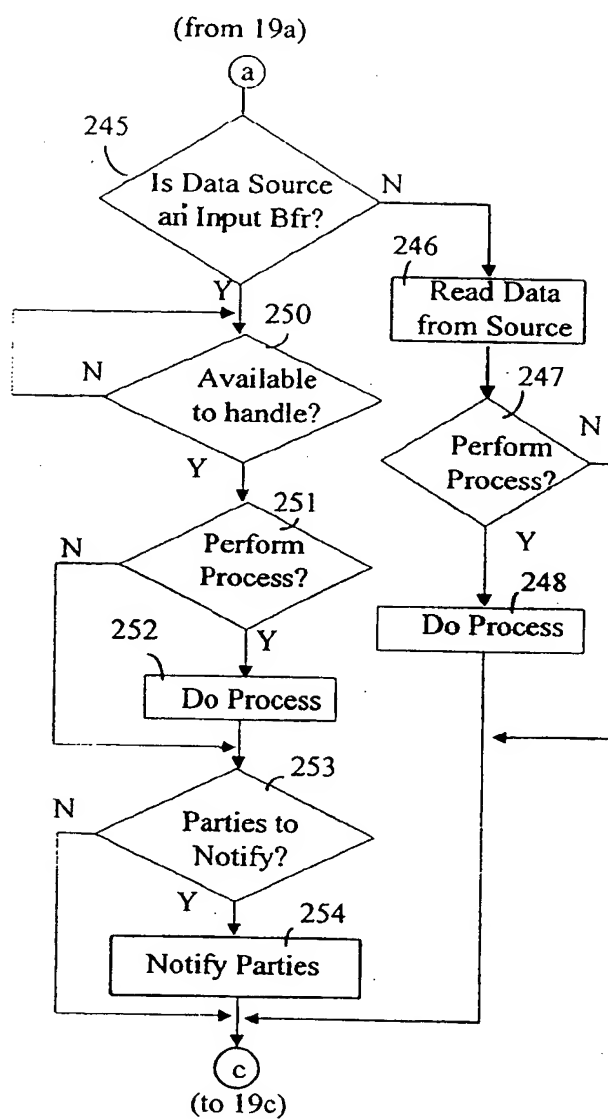 (from 19a)
a
245
Is Data Source
an Input Bfr?
N
Y
246
Read Data
from Source
250
N
Available
to handle?
Y
247
N
Perform
Process?
Y
251
N
Perform
Process?
Y
248
Do Process
252
Do Process
253
N
Parties to
Notify?
Y
254
Notify Parties
c
(to 19c)